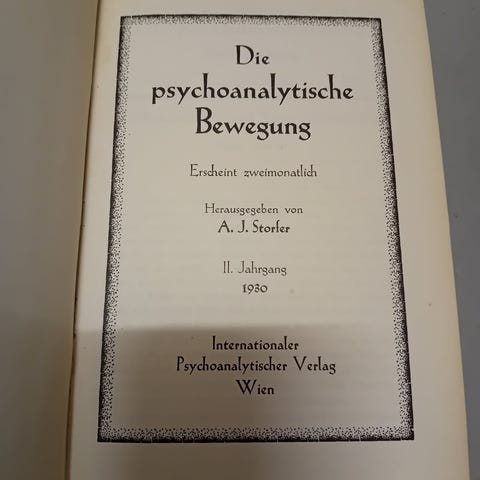 Die
psychoanalytische
Bewegung
Erscheint zweimonatlich
Herausgegeben von
A. J. Storfer
II. Jahrgang
1930
Internationaler
Psychoanalytischer Verlag
Wien